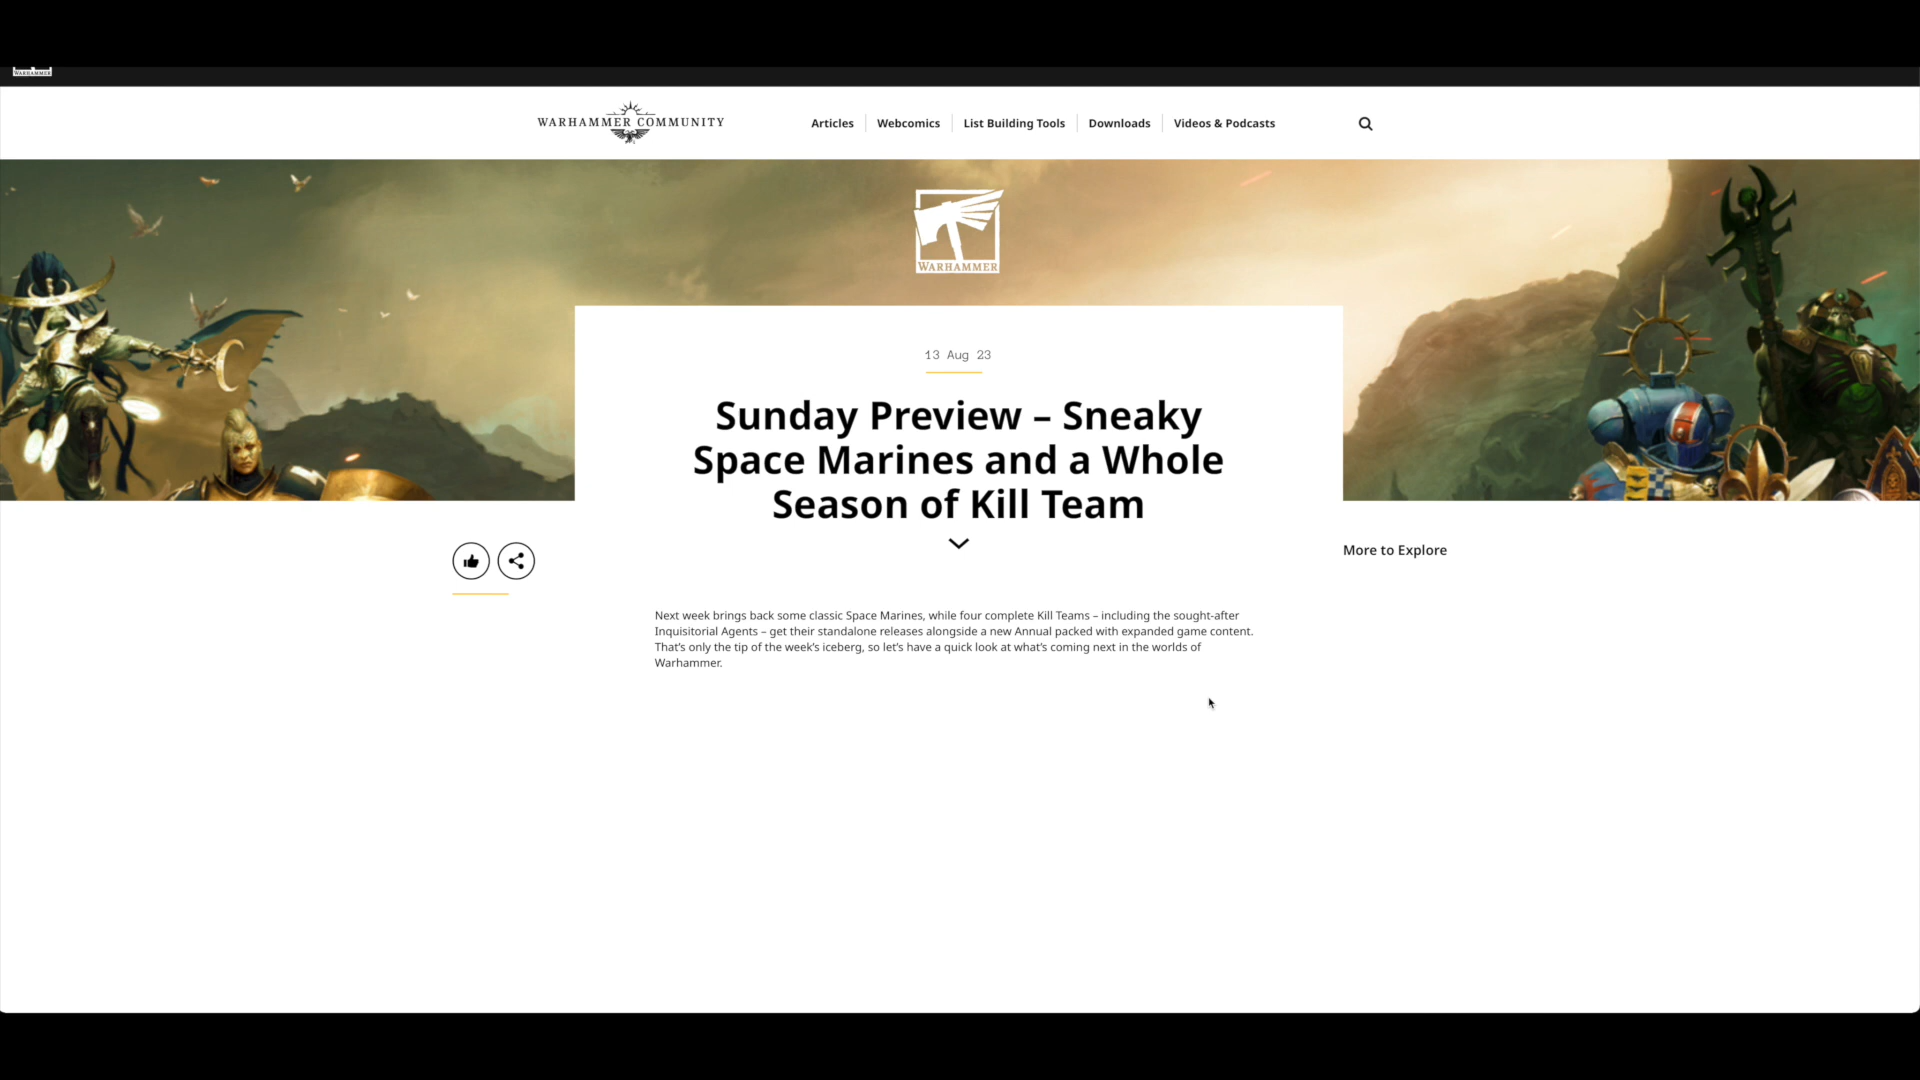 WARHAMMER
WARHAMMER COMMUNITY
Articles
Webcomics
List Building Tools
Downloads
Videos & Podcasts
WARHAMMER
13 Aug 23
Sunday Preview – Sneaky
Space Marines and a Whole
Season of Kill Team
More to Explore
Next week brings back some classic Space Marines, while four complete Kill Teams – including the sought-after
Inquisitorial Agents – get their standalone releases alongside a new Annual packed with expanded game content.
That’s only the tip of the week’s iceberg, so let’s have a quick look at what’s coming next in the worlds of
Warhammer.